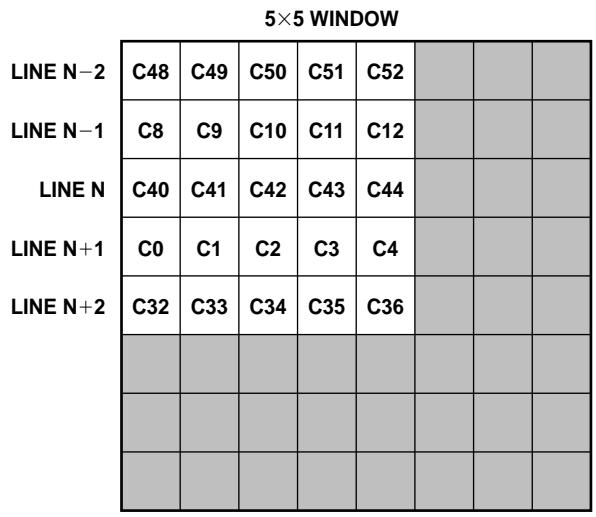 5×5 WINDOW
LINE N−2 C48 C49 C50 C51 C52
LINE N−1 C8 C9 C10 C11 C12
LINE N C40 C41 C42 C43 C44
LINE N+1 C0 C1 C2 C3 C4
LINE N+2 C32 C33 C34 C35 C36